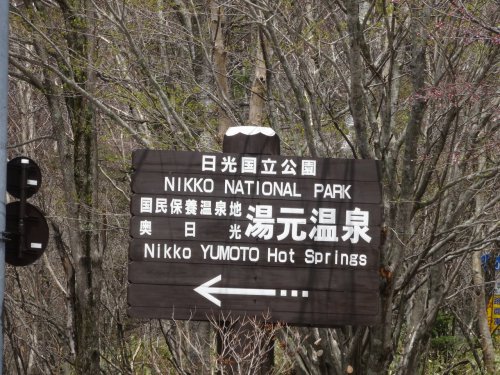 日光国立公園
NIKKO NATIONAL PARK
国民保養温泉地
奥日光 湯元温泉
Nikko YUMOTO Hot Springs